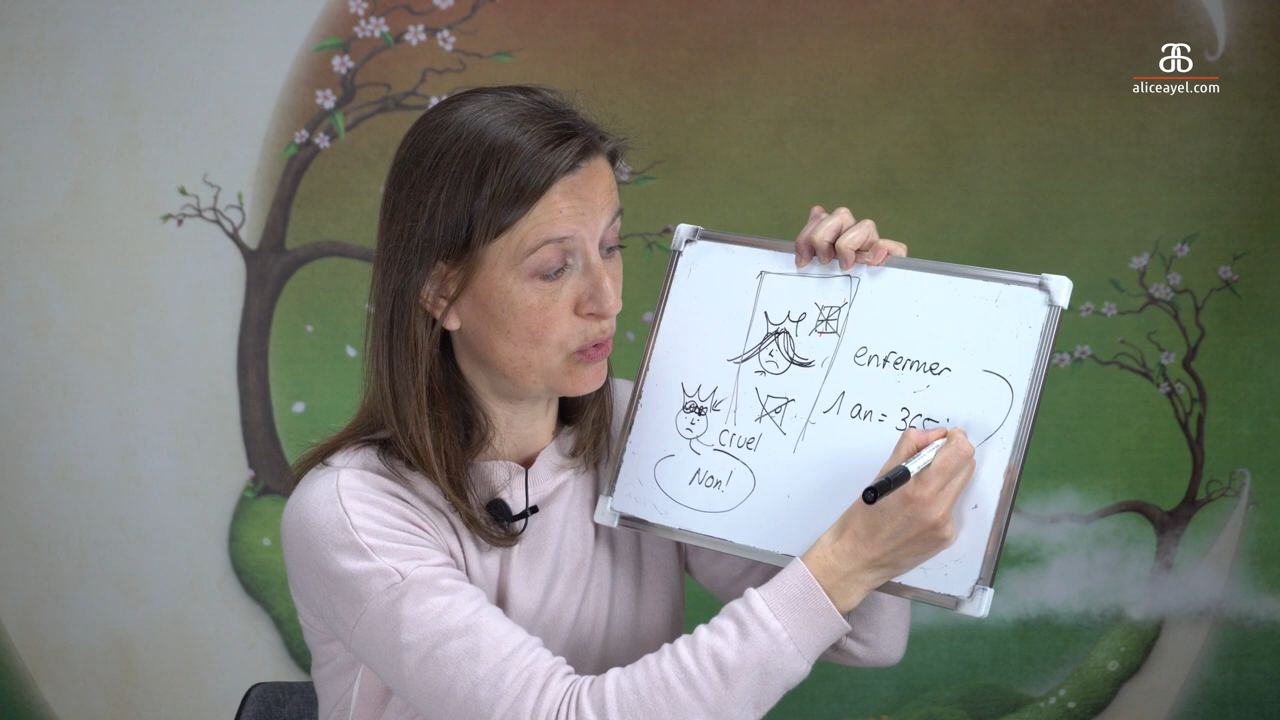 aliceayel.com
enfermer
1 an = 365 j
Cruel
Non!